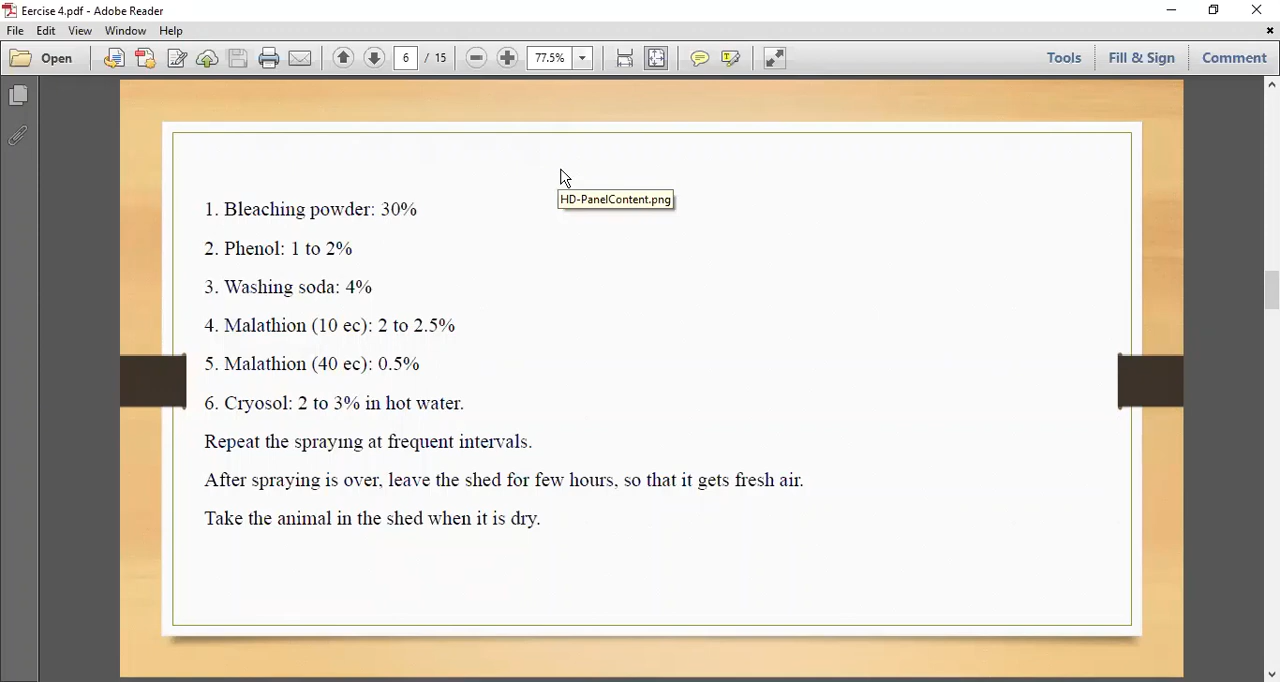 Eercise 4.pdf - Adobe Reader
File Edit View Window Help
Open 6 / 15 77.5% Tools Fill & Sign Comment
HD-PanelContent.png
1. Bleaching powder: 30%
2. Phenol: 1 to 2%
3. Washing soda: 4%
4. Malathion (10 ec): 2 to 2.5%
5. Malathion (40 ec): 0.5%
6. Cryosol: 2 to 3% in hot water.
Repeat the spraying at frequent intervals.
After spraying is over, leave the shed for few hours, so that it gets fresh air.
Take the animal in the shed when it is dry.